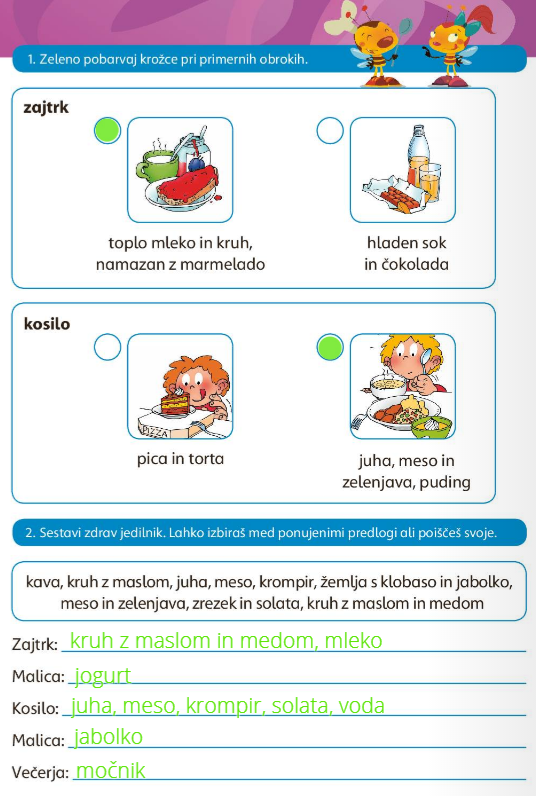 1. Zeleno pobarvaj krožce pri primernih obrokih.
zajtrk
toplo mleko in kruh,
namazan z marmelado
hladen sok
in čokolada
kosilo
PIZZA
pica in torta
juha, meso in
zelenjava, puding
2. Sestavi zdrav jedilnik. Lahko izbiraš med ponujenimi predlogi ali poiščeš svoje.
kava, kruh z maslom, juha, meso, krompir, žemlja s klobaso in jabolko,
meso in zelenjava, zrezek in solata, kruh z maslom in medom
Zajtrk: kruh z maslom in medom, mleko
Malica: jogurt
Kosilo: juha, meso, krompir, solata, voda
Malica: jabolko
Večerja: močnik